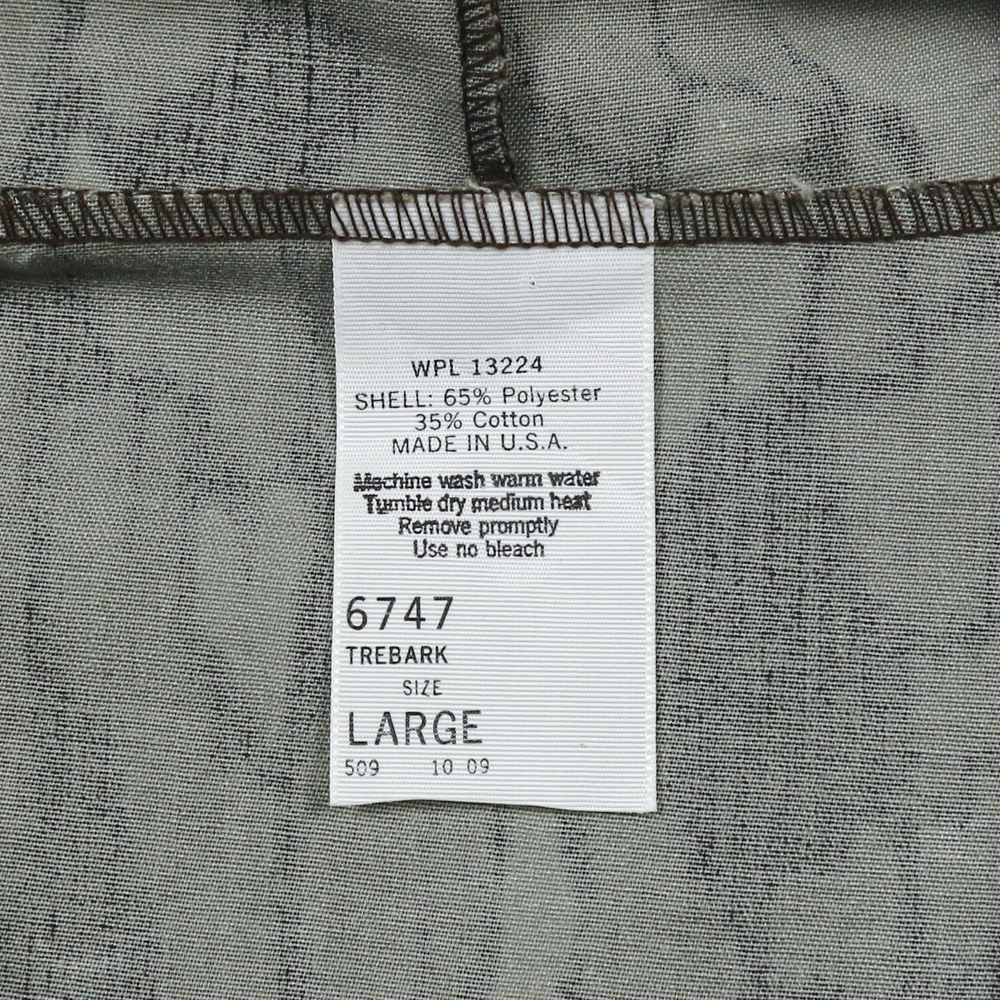 WPL 13224
SHELL: 65% Polyester
35% Cotton
MADE IN U.S.A.
Machine wash warm water
Tumble dry medium heat
Remove promptly
Use no bleach
6747
TREBARK
SIZE
LARGE
509 10 09